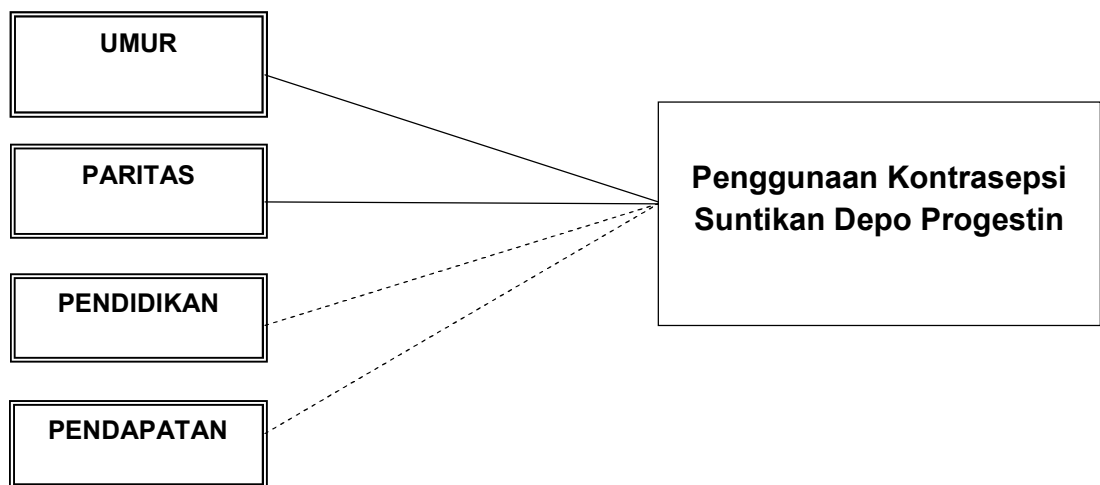 UMUR
PARITAS
PENDIDIKAN
PENDAPATAN
Penggunaan Kontrasepsi
Suntikan Depo Progestin